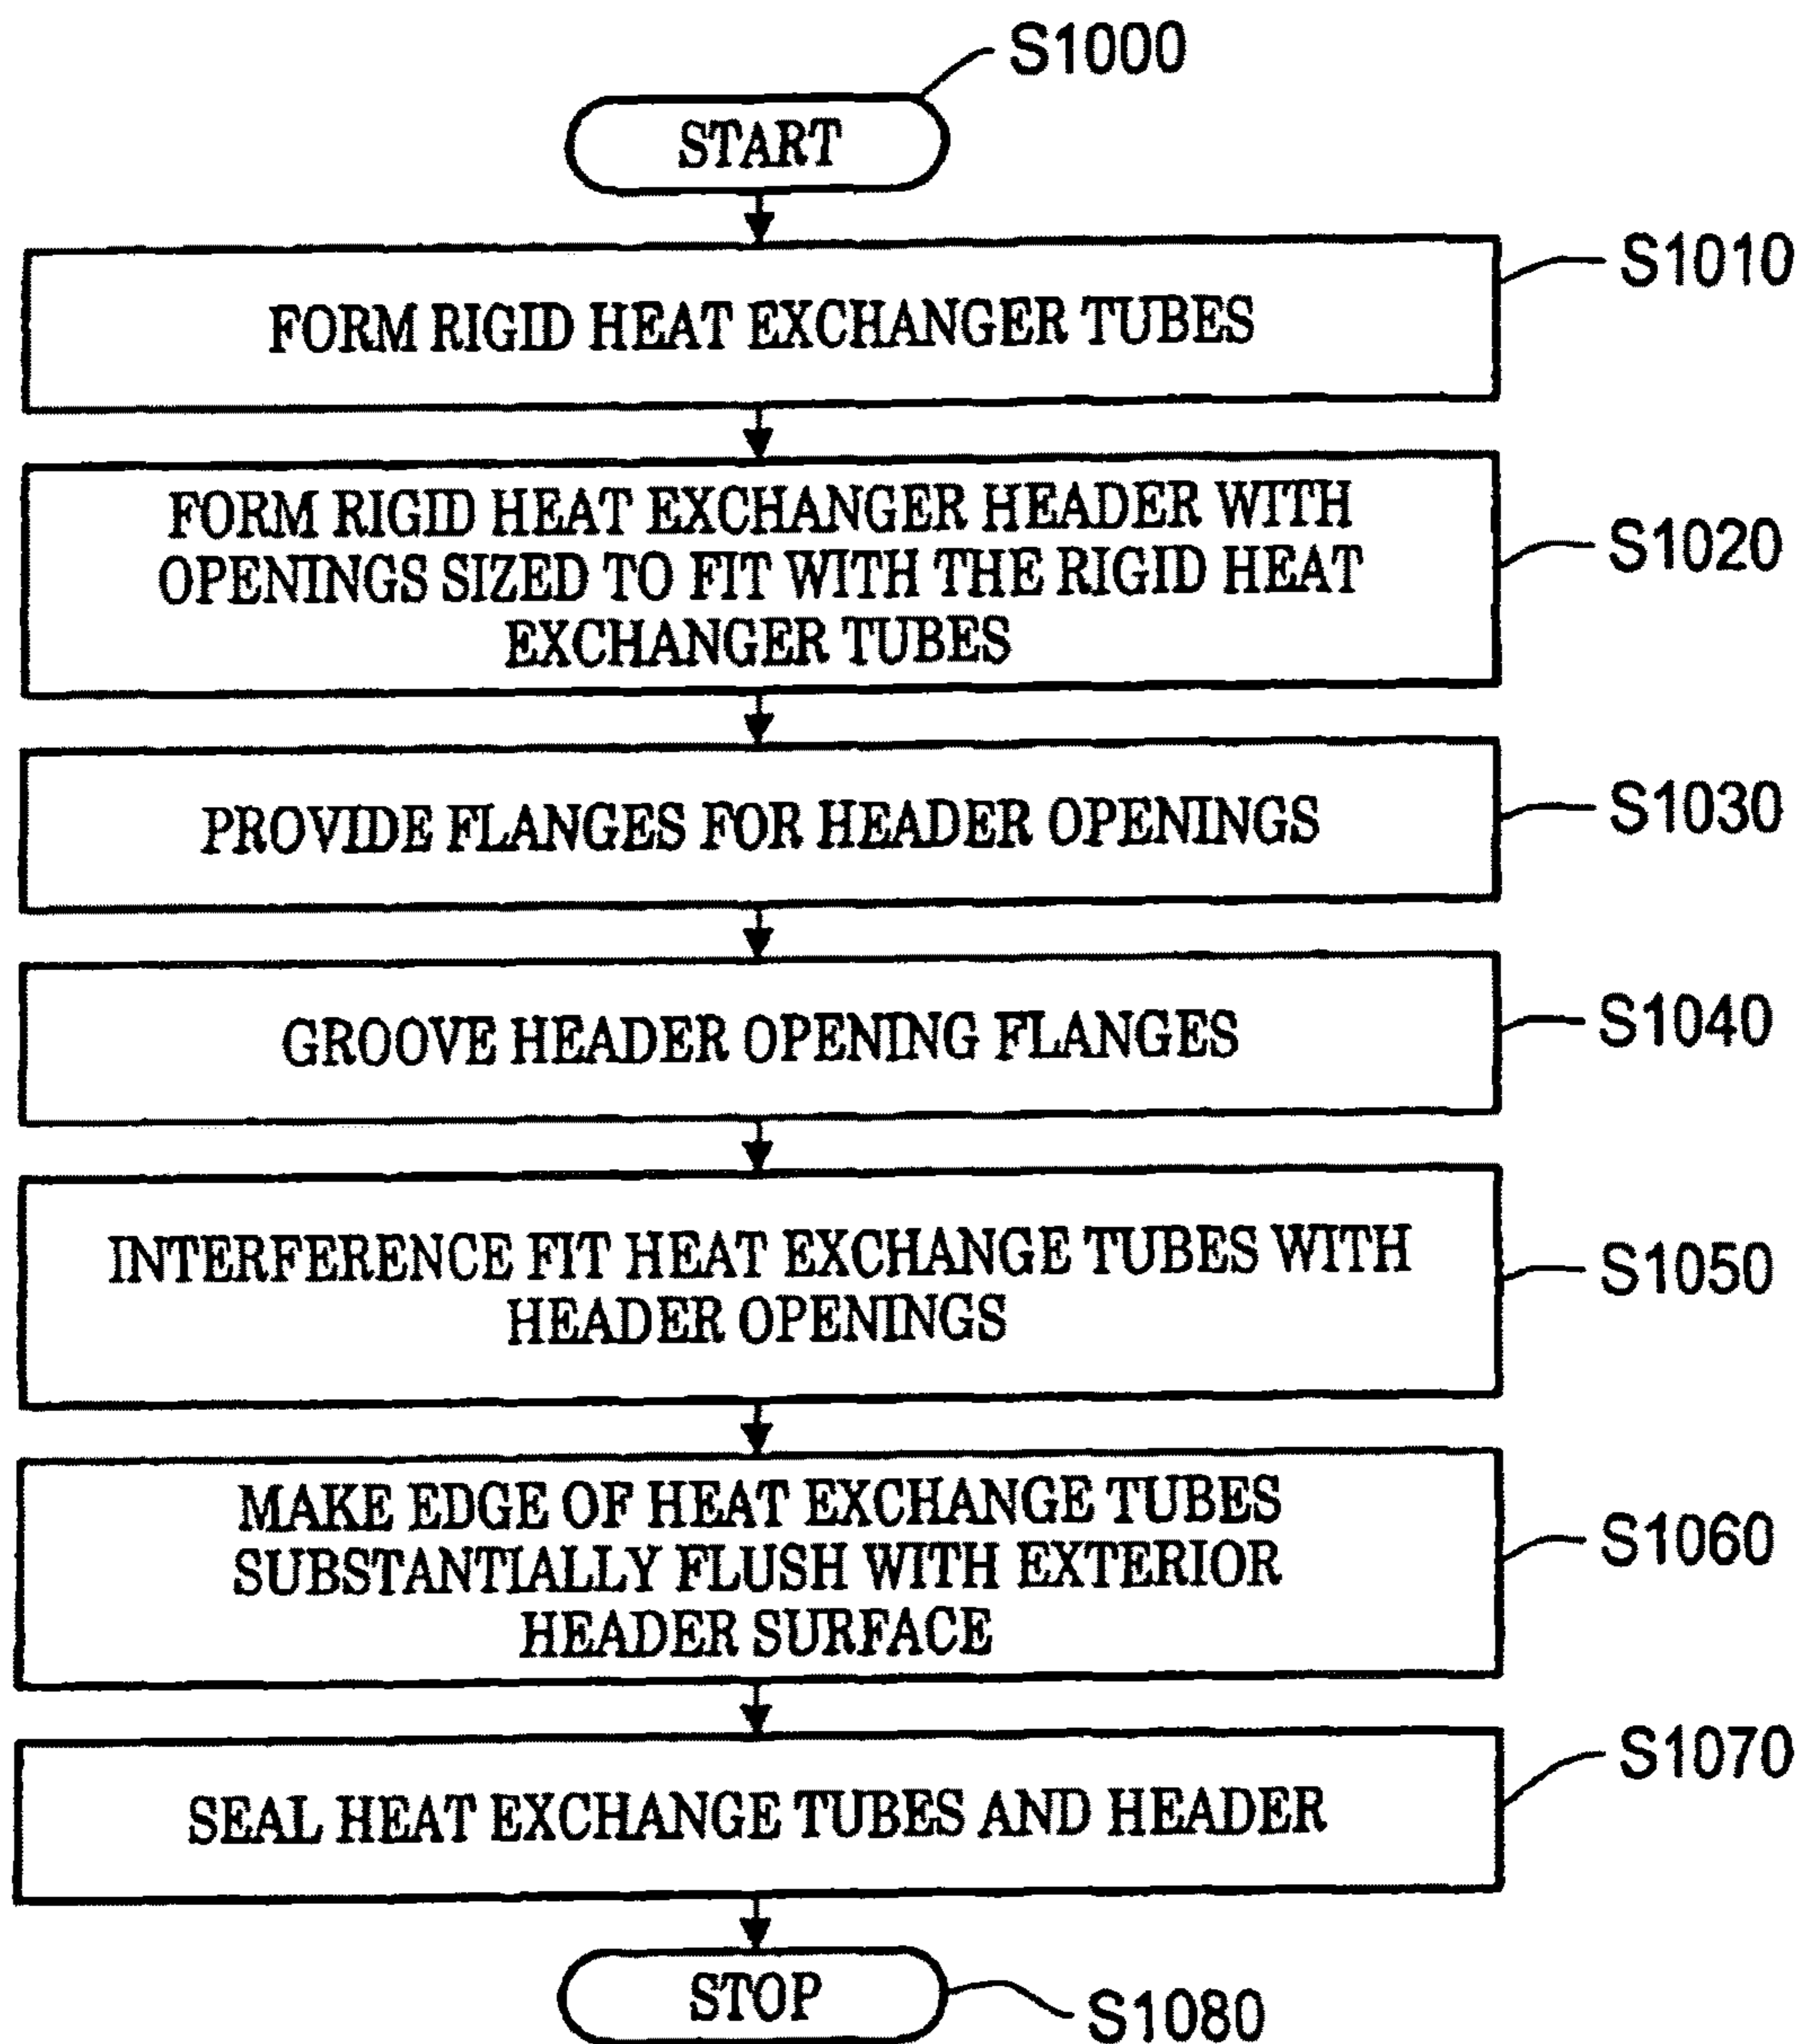 S1000
START
S1010
FORM RIGID HEAT EXCHANGER TUBES
FORM RIGID HEAT EXCHANGER HEADER WITH
OPENINGS SIZED TO FIT WITH THE RIGID HEAT
EXCHANGER TUBES
S1020
PROVIDE FLANGES FOR HEADER OPENINGS
S1030
GROOVE HEADER OPENING FLANGES
S1040
INTERFERENCE FIT HEAT EXCHANGE TUBES WITH
HEADER OPENINGS
S1050
MAKE EDGE OF HEAT EXCHANGE TUBES
SUBSTANTIALLY FLUSH WITH EXTERIOR
HEADER SURFACE
S1060
SEAL HEAT EXCHANGE TUBES AND HEADER
S1070
STOP
S1080